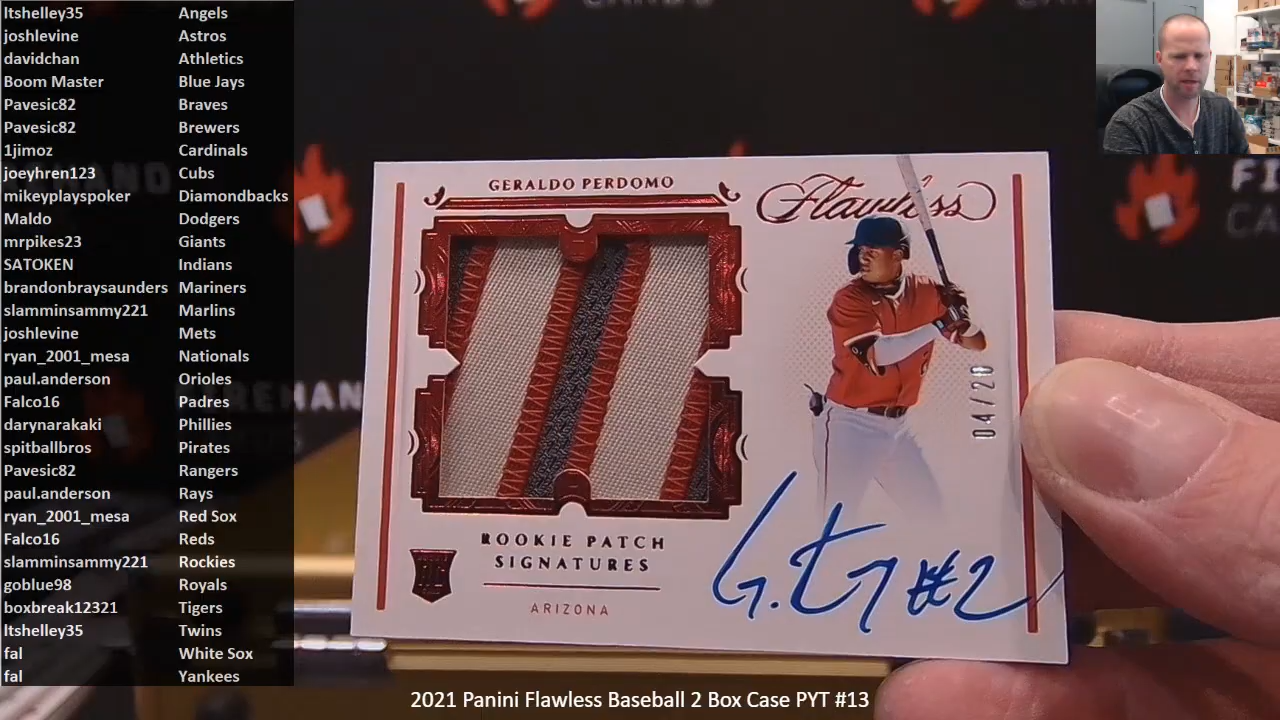 ltshelley35 Angels
joshlevine Astros
davidchan Athletics
Boom Master Blue Jays
Pavesic82 Braves
Pavesic82 Brewers
1jimoz Cardinals
joeyhren123 Cubs
mikeyplayspoker Diamondbacks
Maldo Dodgers
mrpikes23 Giants
SATOKEN Indians
brandonbraysaunders Mariners
slamminsammy221 Marlins
joshlevine Mets
ryan_2001_mesa Nationals
paul.anderson Orioles
Falco16 Padres
darynarakaki Phillies
spitballbros Pirates
Pavesic82 Rangers
paul.anderson Rays
ryan_2001_mesa Red Sox
Falco16 Reds
slamminsammy221 Rockies
goblue98 Royals
boxbreak12321 Tigers
ltshelley35 Twins
fal White Sox
fal Yankees
GERALDO PERDOMO
Flawless
04/20
ROOKIE PATCH
SIGNATURES
ARIZONA
#2
2021 Panini Flawless Baseball 2 Box Case PYT #13